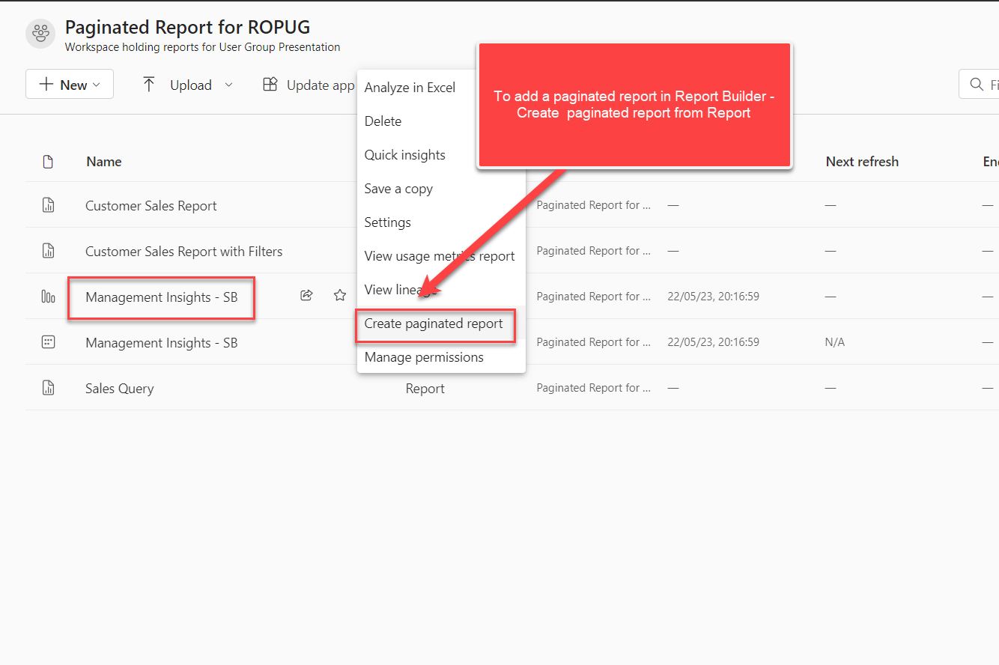 Paginated Report for ROPUG
Workspace holding reports for User Group Presentation
New
Upload
Update app
Analyze in Excel
Delete
Quick insights
Save a copy
Settings
View usage metrics report
View lineage
Create paginated report
Manage permissions
To add a paginated report in Report Builder -
Create  paginated report from Report
Name Next refresh
Customer Sales Report Paginated Report for ... — — —
Customer Sales Report with Filters Paginated Report for ... — — —
Management Insights - SB Paginated Report for ... 22/05/23, 20:16:59 — —
Management Insights - SB Paginated Report for ... 22/05/23, 20:16:59 N/A —
Sales Query Report Paginated Report for ... — — —